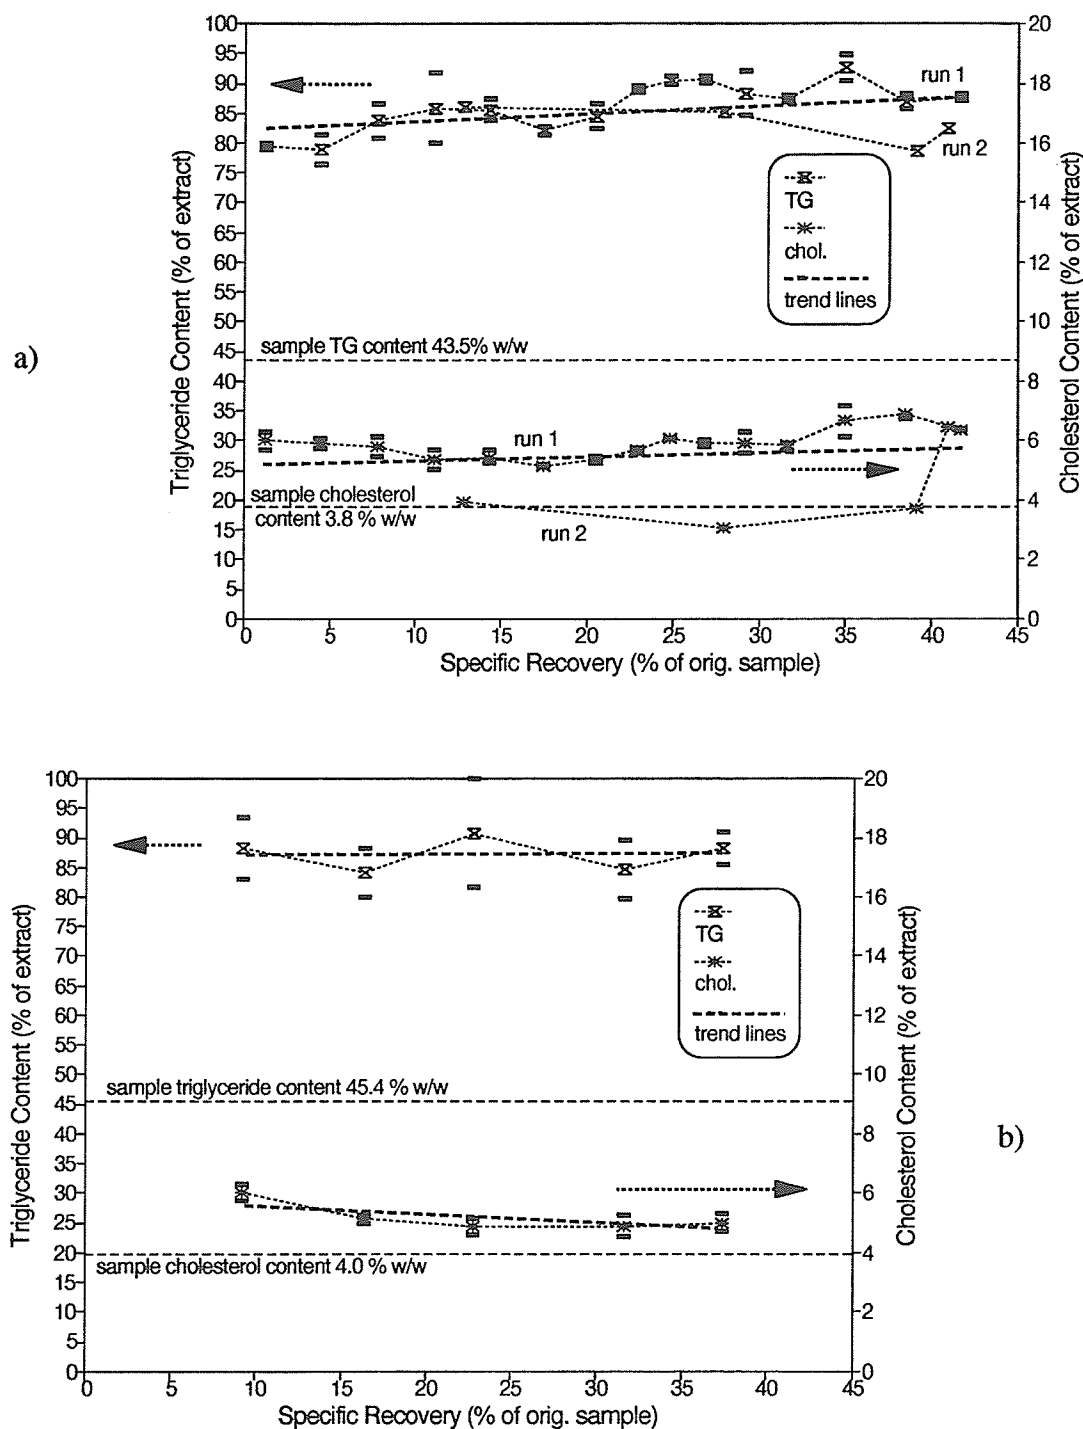 a)
Triglyceride Content (% of extract)
100
95
90
85
80
75
70
65
60
55
50
45
40
35
30
25
20
15
10
5
0
20
18
16
14
12
10
8
6
4
2
0
Cholesterol Content (% of extract)
run 1
run 2
TG
chol.
trend lines
sample TG content 43.5% w/w
run 1
sample cholesterol
content 3.8 % w/w
run 2
0 5 10 15 20 25 30 35 40 45
Specific Recovery (% of orig. sample)
b)
Triglyceride Content (% of extract)
100
95
90
85
80
75
70
65
60
55
50
45
40
35
30
25
20
15
10
5
0
20
18
16
14
12
10
8
6
4
2
0
Cholesterol Content (% of extract)
TG
chol.
trend lines
sample triglyceride content 45.4 % w/w
sample cholesterol content 4.0 % w/w
0 5 10 15 20 25 30 35 40 45
Specific Recovery (% of orig. sample)